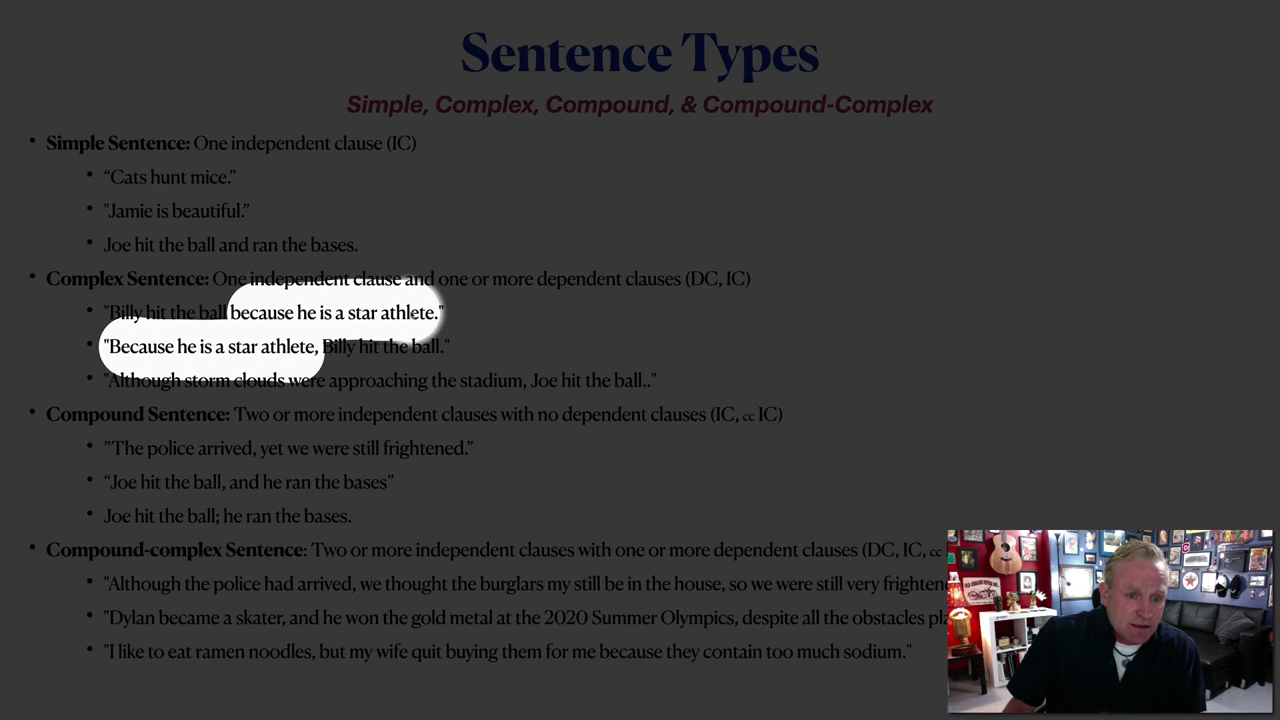 Sentence Types
Simple, Complex, Compound, & Compound-Complex
• Simple Sentence: One independent clause (IC)
• “Cats hunt mice.”
• "Jamie is beautiful.”
• Joe hit the ball and ran the bases.
• Complex Sentence: One independent clause and one or more dependent clauses (DC, IC)
• "Billy hit the ball because he is a star athlete."
• "Because he is a star athlete, Billy hit the ball."
• "Although storm clouds were approaching the stadium, Joe hit the ball.."
• Compound Sentence: Two or more independent clauses with no dependent clauses (IC, cc IC)
• ”The police arrived, yet we were still frightened.”
• “Joe hit the ball, and he ran the bases”
• Joe hit the ball; he ran the bases.
• Compound-complex Sentence: Two or more independent clauses with one or more dependent clauses (DC, IC, cc
• "Although the police had arrived, we thought the burglars my still be in the house, so we were still very
• "Dylan became a skater, and he won the gold metal at the 2020 Summer Olympics, despite all the obstacles
• "I like to eat ramen noodles, but my wife quit buying them for me because they contain too much sodium."